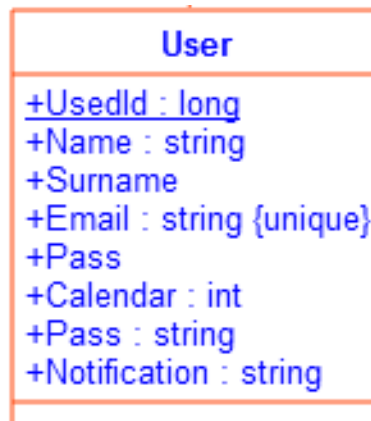 User
+UsedId : long
+Name : string
+Surname
+Email : string {unique}
+Pass
+Calendar : int
+Pass : string
+Notification : string